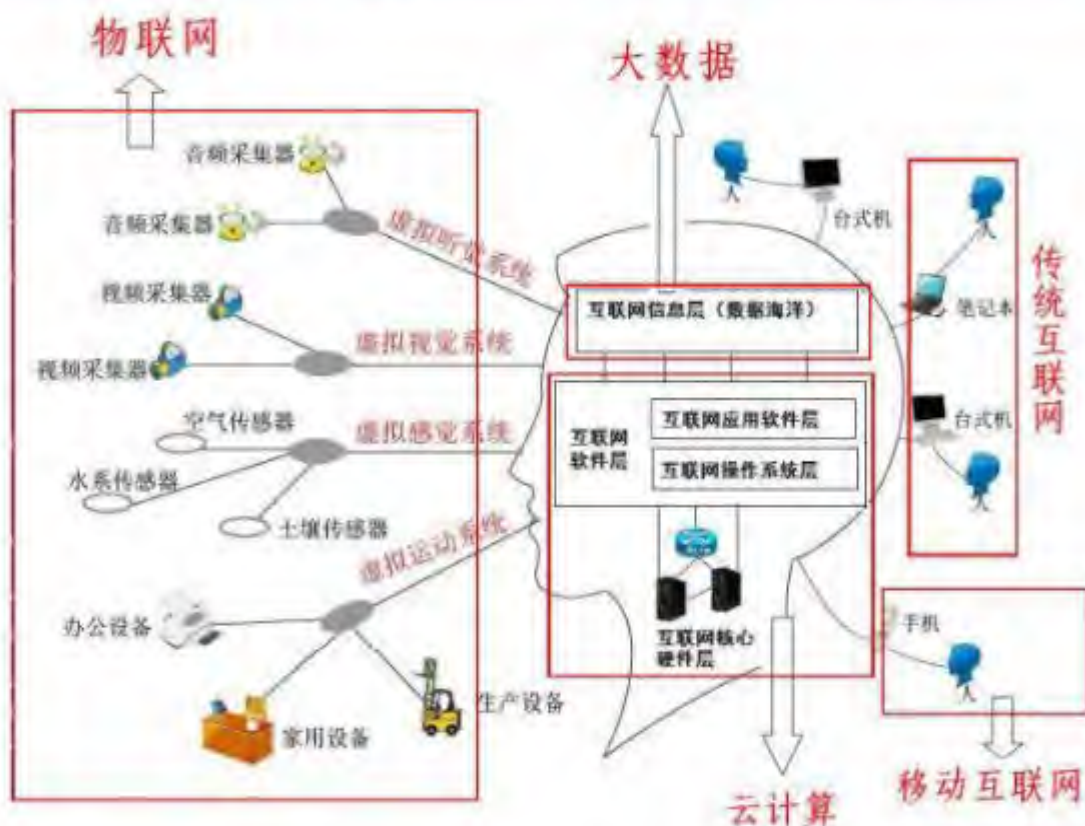 物联网
大数据
音频采集器
音频采集器
虚拟听觉系统
视频采集器
视频采集器
虚拟视觉系统
空气传感器
虚拟感觉系统
水系传感器
土壤传感器
虚拟运动系统
办公设备
生产设备
家用设备
互联网信息层（数据海洋）
互联网
软件层
互联网应用软件层
互联网操作系统层
互联网核心
硬件层
人
台式机
人
笔记本
台式机
人
传统互联网
手机
人
云计算
移动互联网